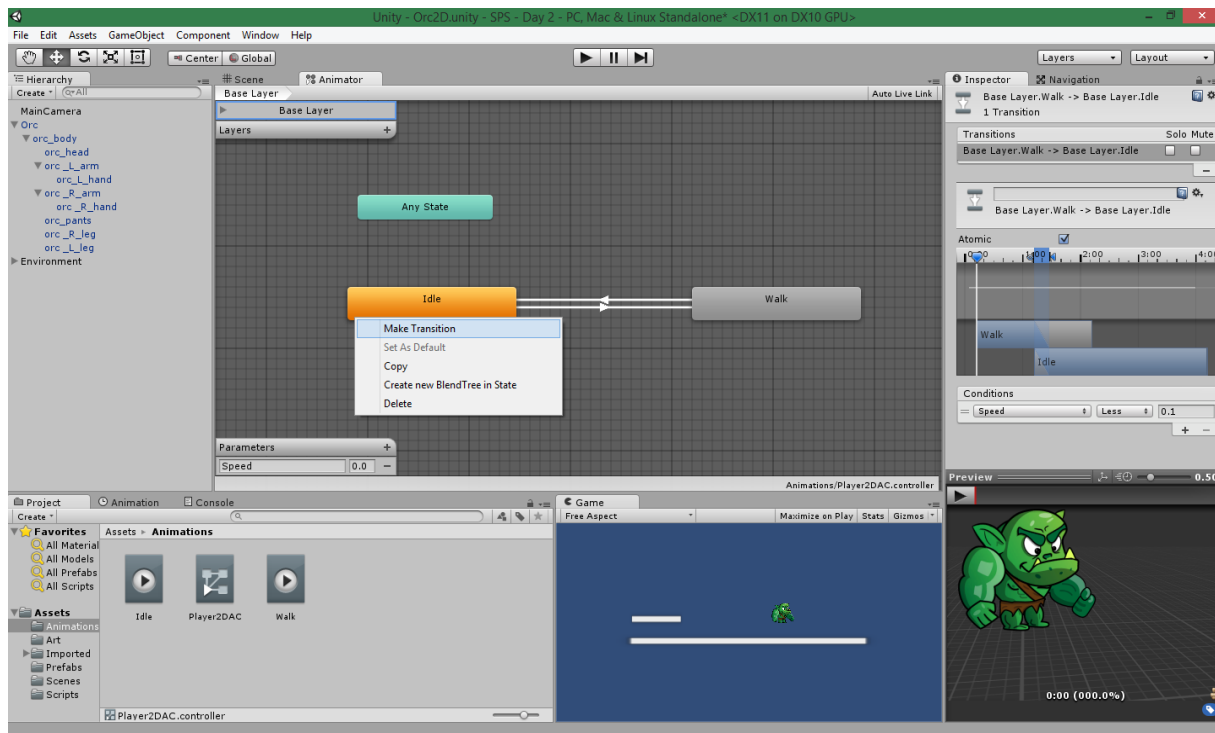 Unity - Orc2D.unity - SPS - Day 2 - PC, Mac & Linux Standalone* <DX11 on DX10 GPU>
File Edit Assets GameObject Component Window Help
Center Global
Layers Layout
Hierarchy
Create All
MainCamera
Orc
orc_body
orc_head
orc _L_arm
orc_L_hand
orc _R_arm
orc _R_hand
orc_pants
orc _R_leg
orc _L_leg
Environment
Scene Animator
Base Layer Auto Live Link
Base Layer
Layers +
Any State
Idle
Walk
Make Transition
Set As Default
Copy
Create new BlendTree in State
Delete
Parameters +
Speed 0.0 −
Animations/Player2DAC.controller
Inspector Navigation
Base Layer.Walk -> Base Layer.Idle
1 Transition
Transitions Solo Mute
Base Layer.Walk -> Base Layer.Idle
Base Layer.Walk -> Base Layer.Idle
Atomic
2:00 3:00
Walk
Idle
Conditions
Speed Less 0.1
+ −
Preview 0.50
0:00 (000.0%)
Project Animation Console
Create
Favorites
All Material
All Models
All Prefabs
All Scripts
Assets
Animations
Art
Imported
Prefabs
Scenes
Scripts
Assets Animations
Idle Player2DAC Walk
Player2DAC.controller
Game
Free Aspect Maximize on Play Stats Gizmos